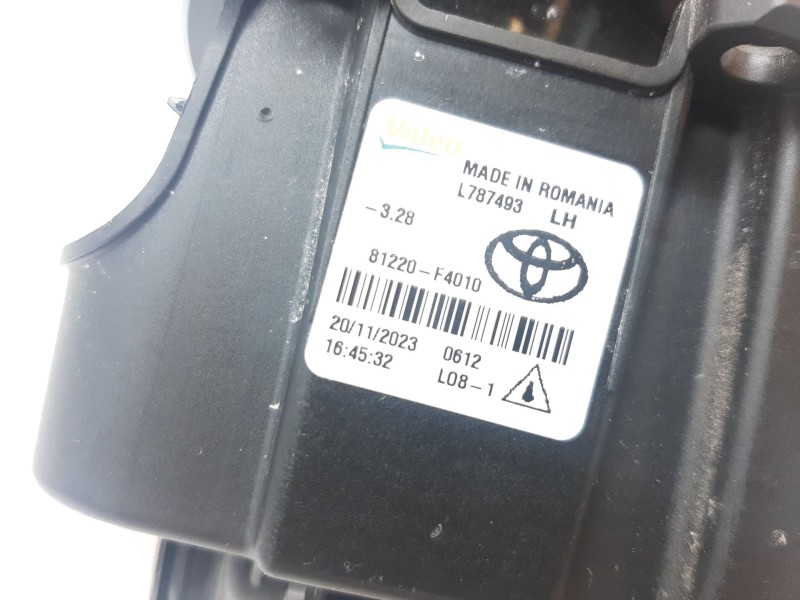 Valeo
MADE IN ROMANIA
L787493 LH
-3.28
81220-F4010
20/11/2023 0612
16:45:32 L08-1